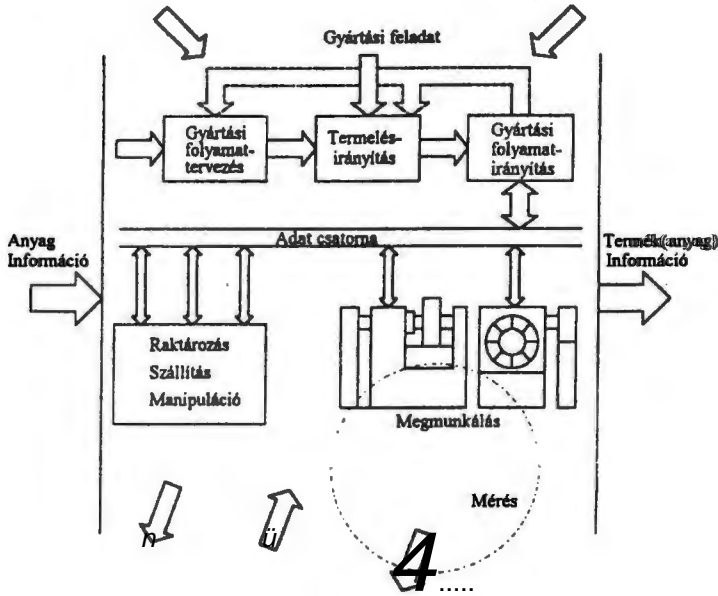 Gyártási feladat
Gyártási
folyamat-
tervezés
Termelés-
irányítás
Gyártási
folyamat-
irányítás
Adat csatorna
Anyag
Információ
Termék(anyag)
Információ
Raktározás
Szállítás
Manipuláció
Megmunkálás
Mérés
n
ü
4.....